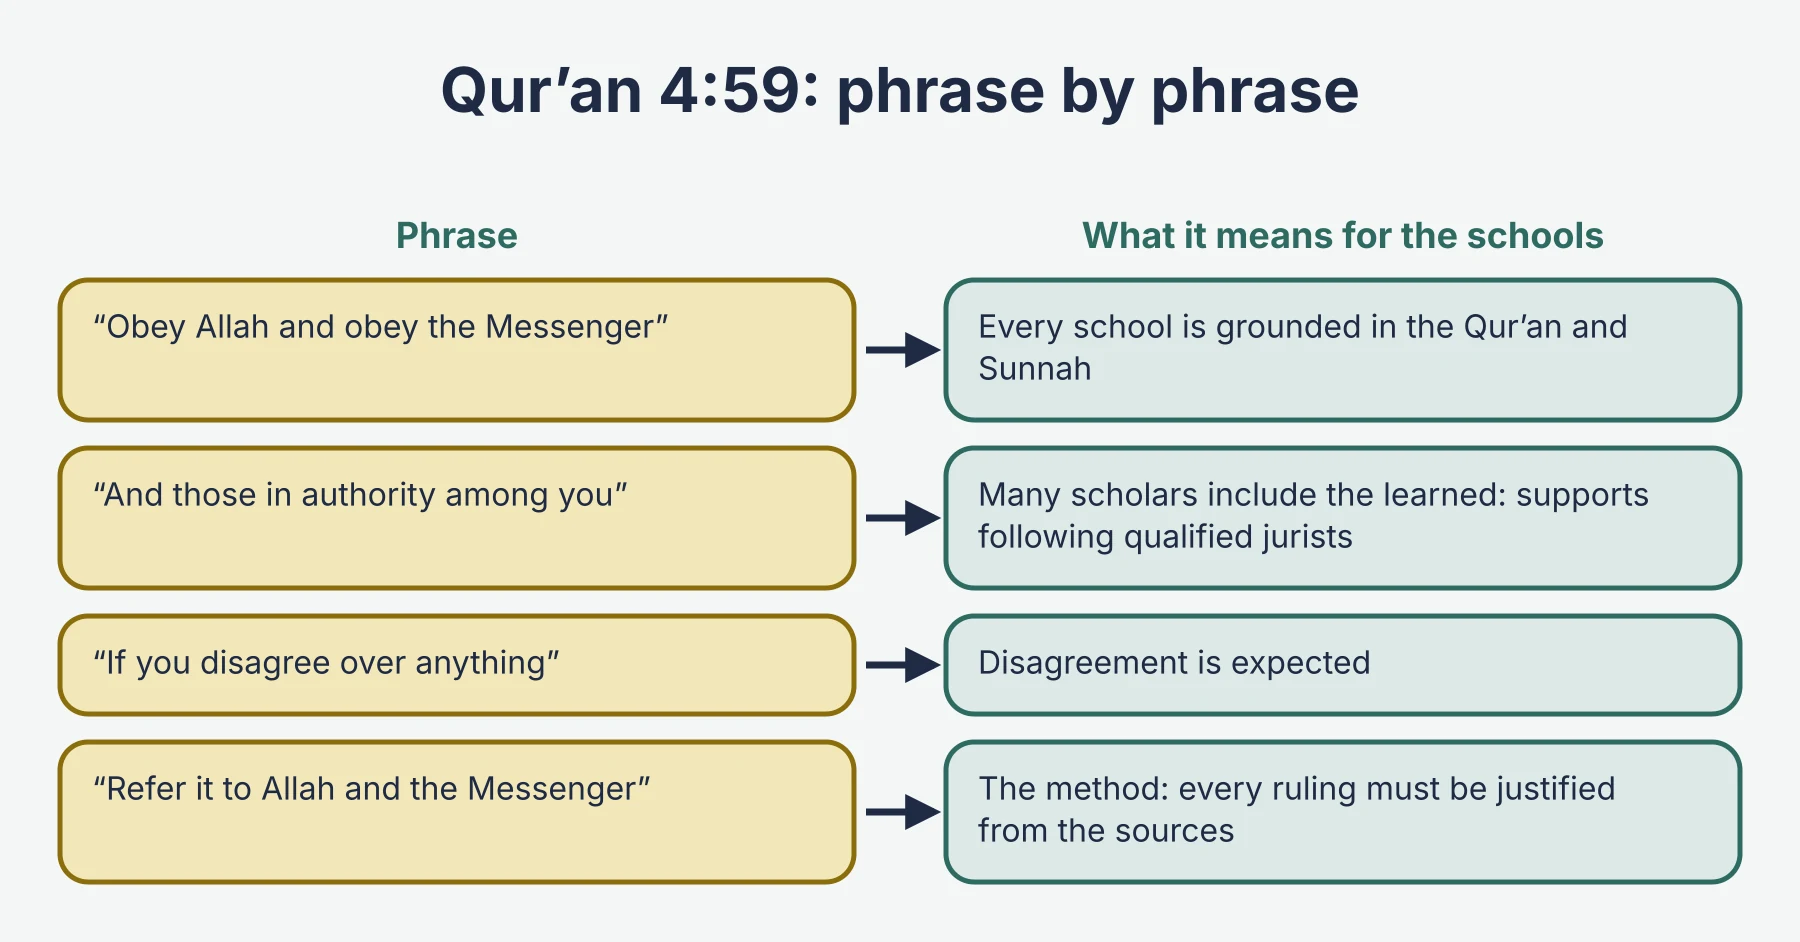 Qur’an 4:59: phrase by phrase
Phrase
What it means for the schools
“Obey Allah and obey the Messenger”
Every school is grounded in the Qur’an and
Sunnah
“And those in authority among you”
Many scholars include the learned: supports
following qualified jurists
“If you disagree over anything”
Disagreement is expected
“Refer it to Allah and the Messenger”
The method: every ruling must be justified
from the sources